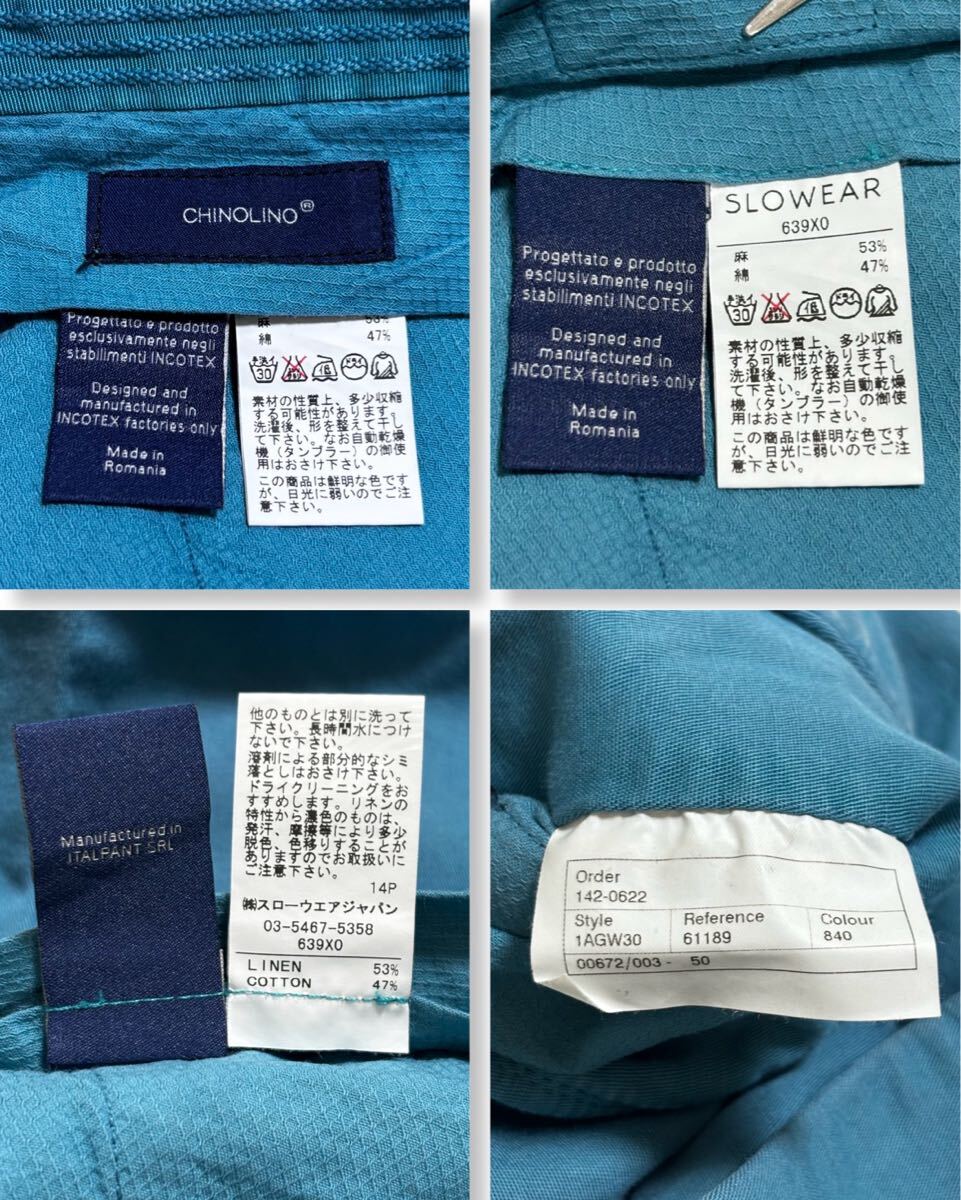 CHINOLINO®
Progettato e prodotto
esclusivamente negli
stabilimenti INCOTEX
Designed and
manufactured in
INCOTEX factories only
Made in
Romania
綿 47%
30
素材の性質上、多少収縮
する可能性があります。
洗濯後、形を整えて干し
て下さい。なお自動乾燥
機（タンブラー）の御使
用はおさけ下さい。
この商品は鮮明な色です
が、日光に弱いのでご注
意下さい。
Progettato e prodotto
esclusivamente negli
stabilimenti INCOTEX
Designed and
manufactured in
INCOTEX factories only
Made in
Romania
SLOWEAR
639X0
麻 53%
綿 47%
30
素材の性質上、多少収縮
する可能性があります。
洗濯後、形を整えて干し
て下さい。なお自動乾燥
機（タンブラー）の御使
用はおさけ下さい。
この商品は鮮明な色です
が、日光に弱いのでご注
意下さい。
Manufactured in
ITALPANT SRL
他のものとは別に洗って
下さい。長時間水につけ
ないで下さい。
溶剤による部分的なシミ
落としはおさけ下さい。
ドライクリーニングをお
すすめします。リネンの
特性から濃色のものは、
発汗、摩擦等により多少
脱色、色移りすることが
ありますのでお取扱いに
ご注意下さい。
14P
㈱スローウエアジャパン
03-5467-5358
639X0
LINEN 53%
COTTON 47%
Order
142-0622
Style Reference Colour
1AGW30 61189 840
00672/003 - 50